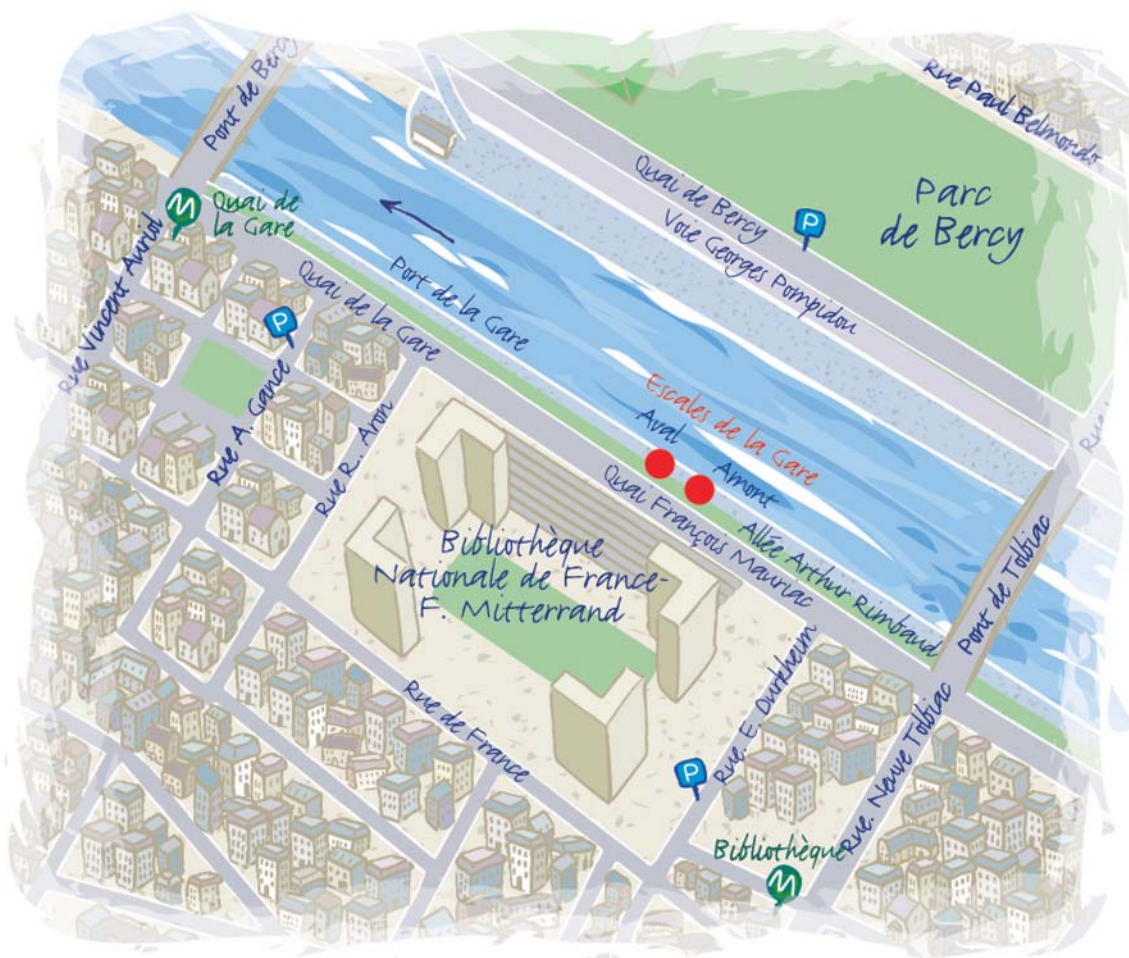 Pont de Bercy
Rue Paul Belmondo
Parc
de Bercy
Quai de Bercy
Voie Georges Pompidou
P
M
Quai de
la Gare
Rue Vincent Auriol
Port de la Gare
Quai de la Gare
P
Rue A. Gance
Rue R.. Aron
Escales de la Gare
Aval
Amont
Quai François Mauriac
Allée Arthur Rimbaud
Pont de Tolbiac
Rue
Bibliothèque
Nationale de France-
F. Mitterrand
Rue de France
Rue. E. Durkheim
P
Rue. Neuve Tolbiac
Bibliothèque
M